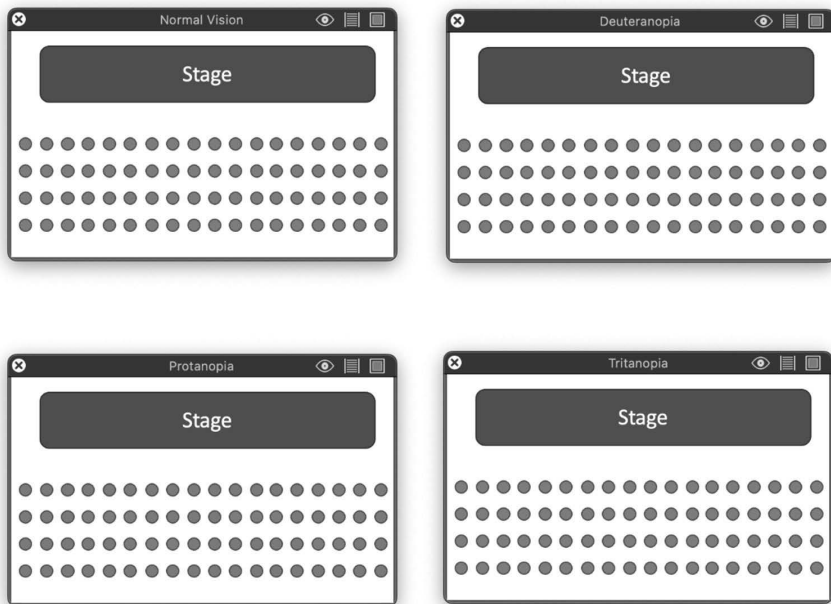 Normal Vision
Stage
Deuteranopia
Stage
Protanopia
Stage
Tritanopia
Stage